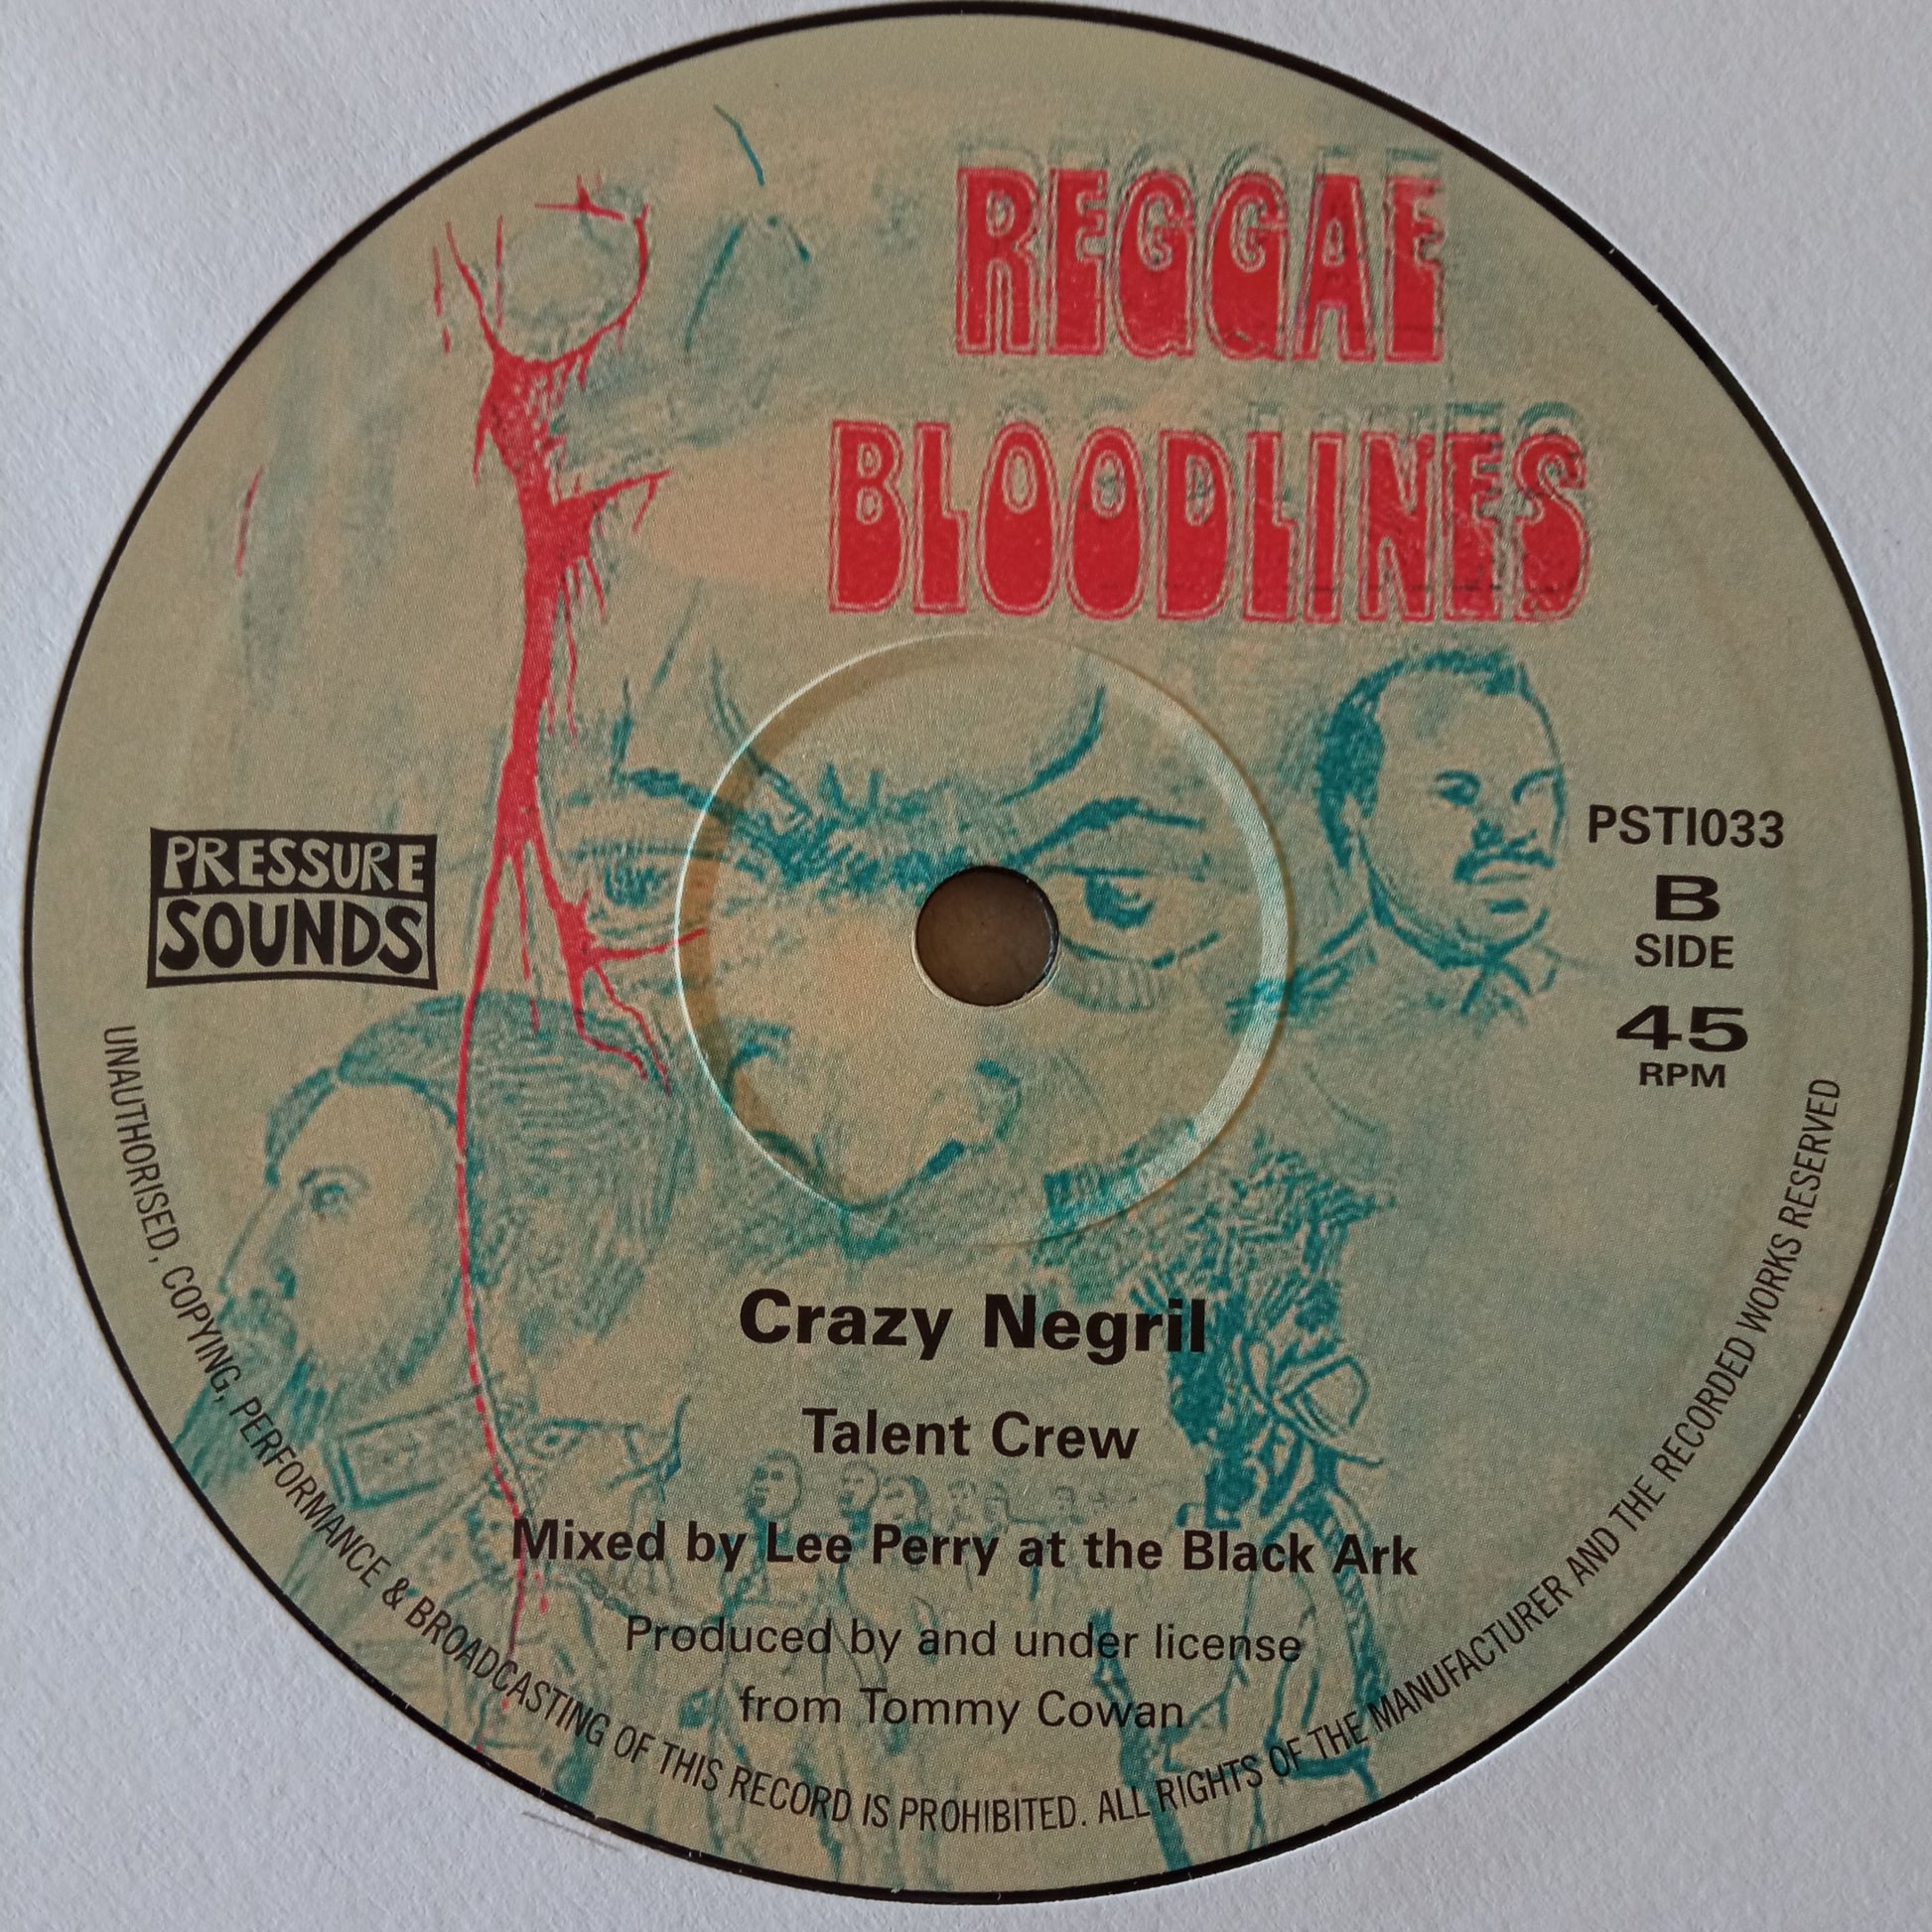 REGGAE
BLOODLINES
PRESSURE
SOUNDS
PSTI033
B
SIDE
45
RPM
Crazy Negril
Talent Crew
Mixed by Lee Perry at the Black Ark
Produced by and under license
from Tommy Cowan
UNAUTHORISED, COPYING, PERFORMANCE & BROADCASTING OF THIS RECORD IS PROHIBITED. ALL RIGHTS OF THE MANUFACTURER AND THE RECORDED WORKS RESERVED